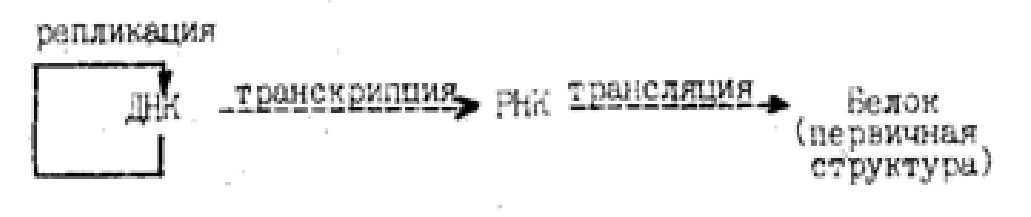 репликация
ДНК транскрипция РНК трансляция Белок
(первичная
структура)